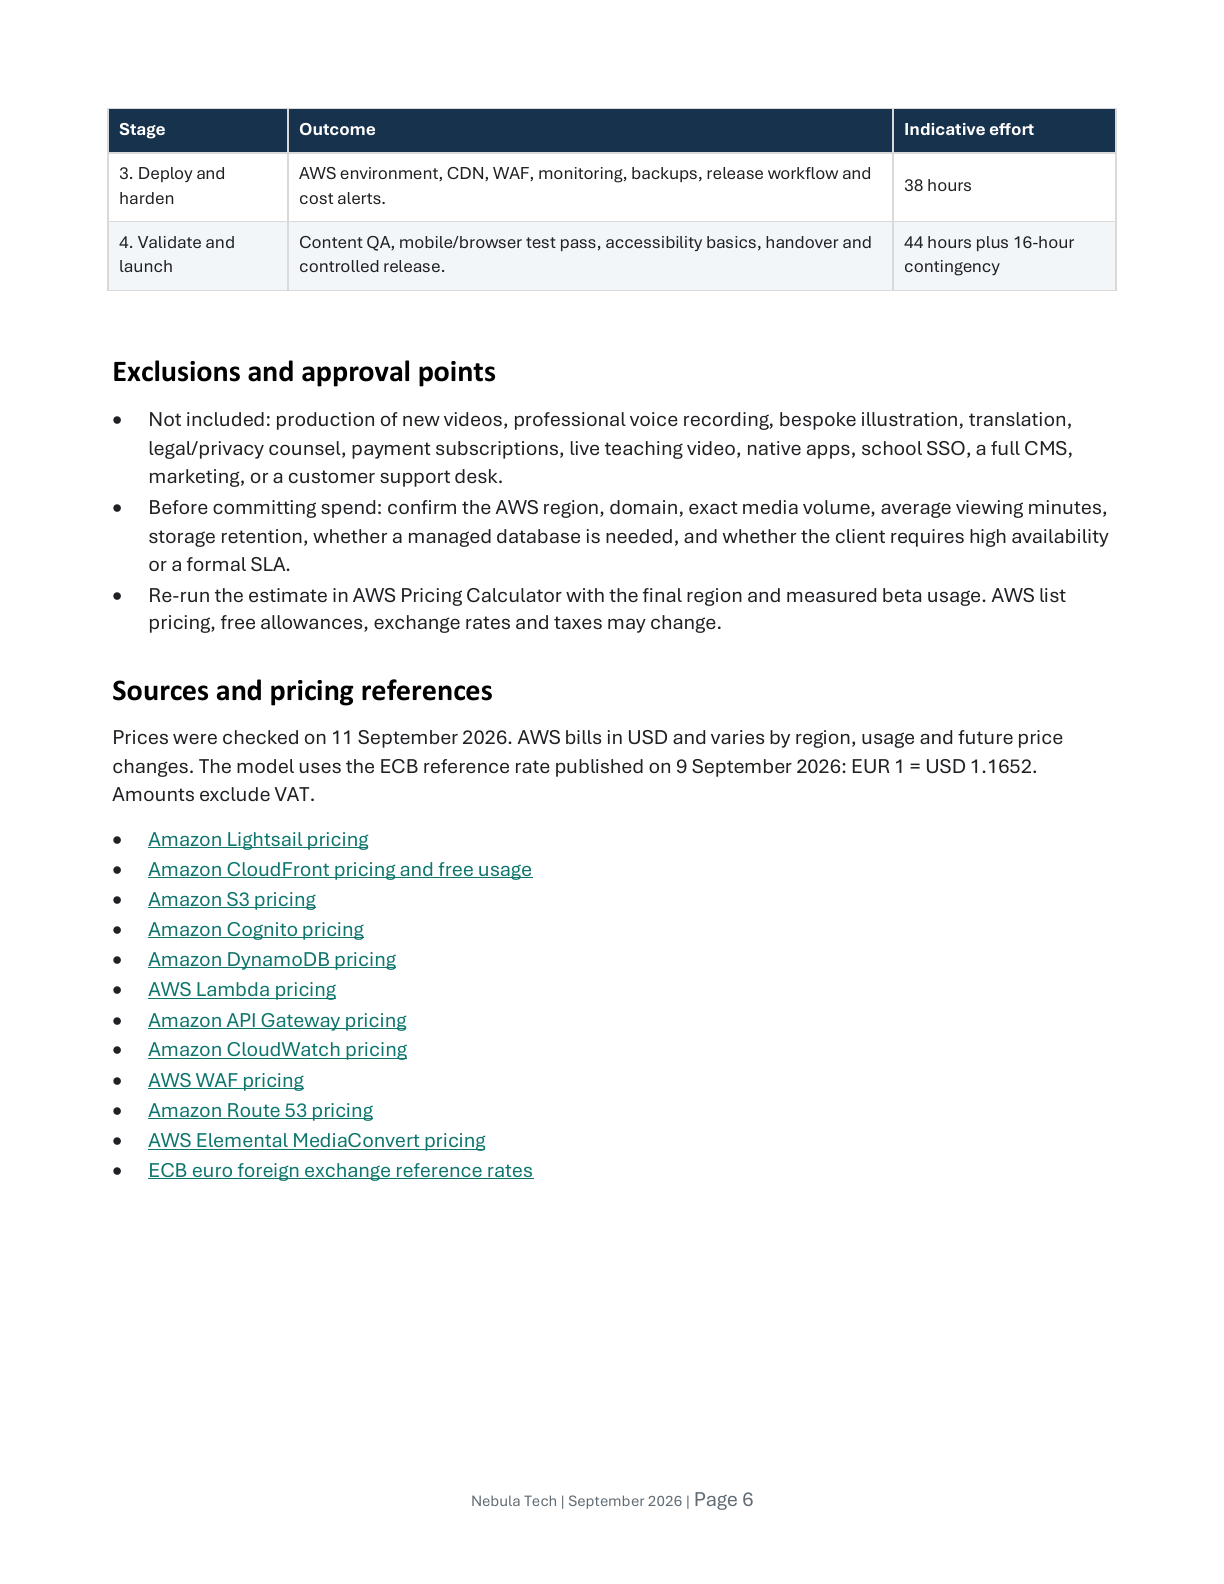 Stage
Outcome
Indicative effort
3. Deploy and
harden
AWS environment, CDN, WAF, monitoring, backups, release workflow and
cost alerts.
38 hours
4. Validate and
launch
Content QA, mobile/browser test pass, accessibility basics, handover and
controlled release.
44 hours plus 16-hour
contingency
Exclusions and approval points
• Not included: production of new videos, professional voice recording, bespoke illustration, translation,
legal/privacy counsel, payment subscriptions, live teaching video, native apps, school SSO, a full CMS,
marketing, or a customer support desk.
• Before committing spend: confirm the AWS region, domain, exact media volume, average viewing minutes,
storage retention, whether a managed database is needed, and whether the client requires high availability
or a formal SLA.
• Re-run the estimate in AWS Pricing Calculator with the final region and measured beta usage. AWS list
pricing, free allowances, exchange rates and taxes may change.
Sources and pricing references
Prices were checked on 11 September 2026. AWS bills in USD and varies by region, usage and future price
changes. The model uses the ECB reference rate published on 9 September 2026: EUR 1 = USD 1.1652.
Amounts exclude VAT.
• Amazon Lightsail pricing
• Amazon CloudFront pricing and free usage
• Amazon S3 pricing
• Amazon Cognito pricing
• Amazon DynamoDB pricing
• AWS Lambda pricing
• Amazon API Gateway pricing
• Amazon CloudWatch pricing
• AWS WAF pricing
• Amazon Route 53 pricing
• AWS Elemental MediaConvert pricing
• ECB euro foreign exchange reference rates
Nebula Tech | September 2026 | Page 6